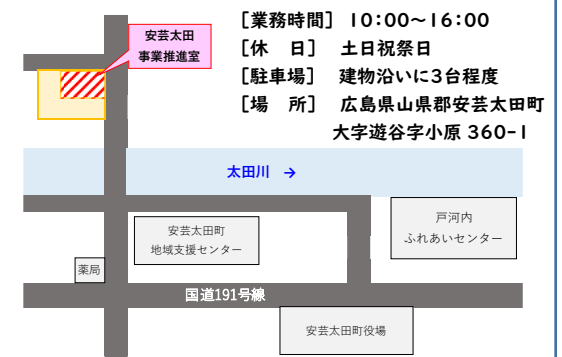 安芸太田
事業推進室
[業務時間] 10:00～16:00
[休　日] 土日祝祭日
[駐車場] 建物沿いに3台程度
[場　所] 広島県山県郡安芸太田町
大字遊谷字小原 360-1
太田川 →
安芸太田町
地域支援センター
戸河内
ふれあいセンター
薬局
国道191号線
安芸太田町役場